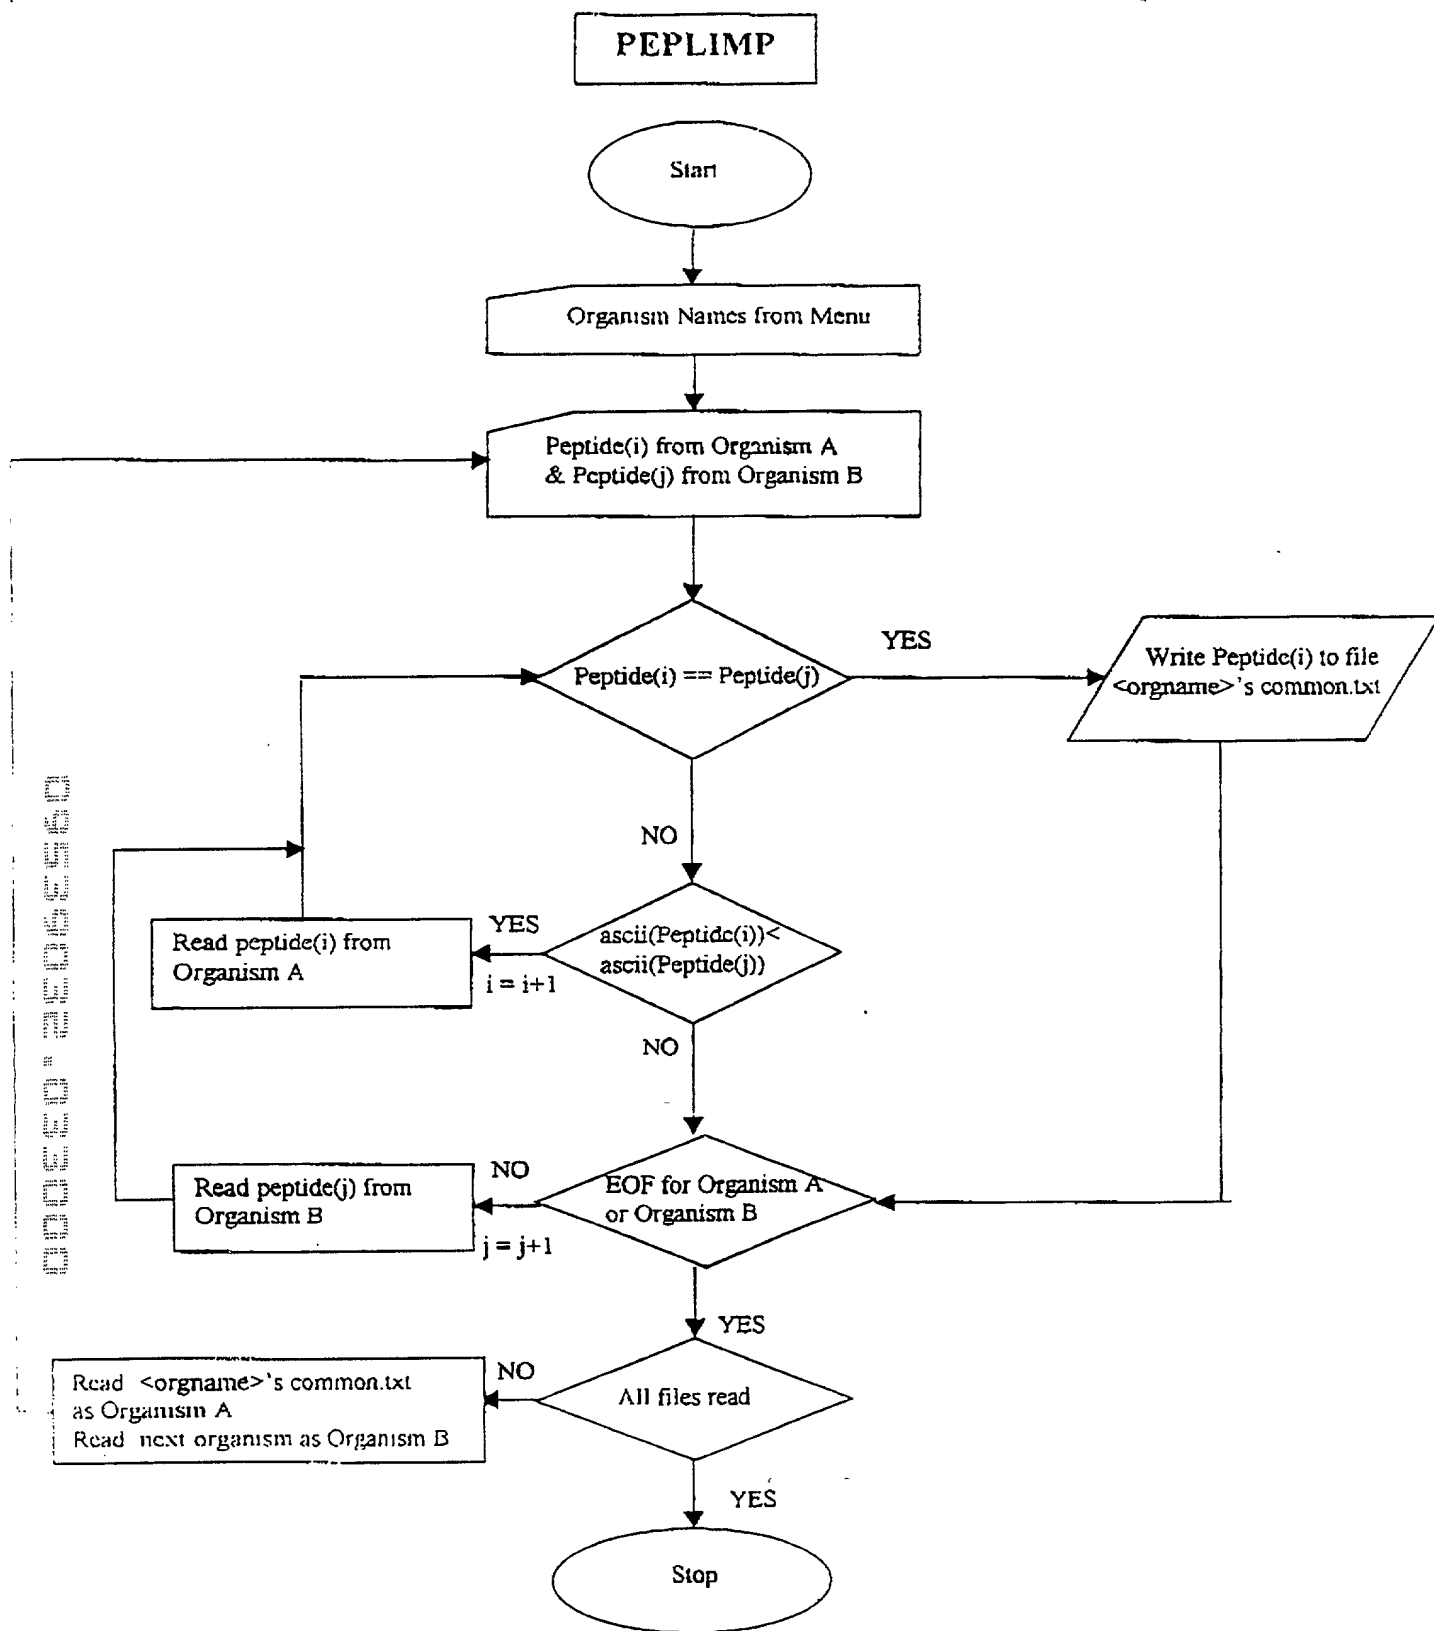 PEPLIMP
Start
Organism Names from Menu
Peptide(i) from Organism A
& Peptide(j) from Organism B
Peptide(i) == Peptide(j)
YES
Write Peptide(i) to file
<orgname>'s common.txt
NO
ascii(Peptide(i))<
ascii(Peptide(j))
YES
i = i+1
Read peptide(i) from
Organism A
NO
EOF for Organism A
or Organism B
NO
j = j+1
Read peptide(j) from
Organism B
YES
All files read
NO
Read <orgname>'s common.txt
as Organism A
Read next organism as Organism B
YES
Stop